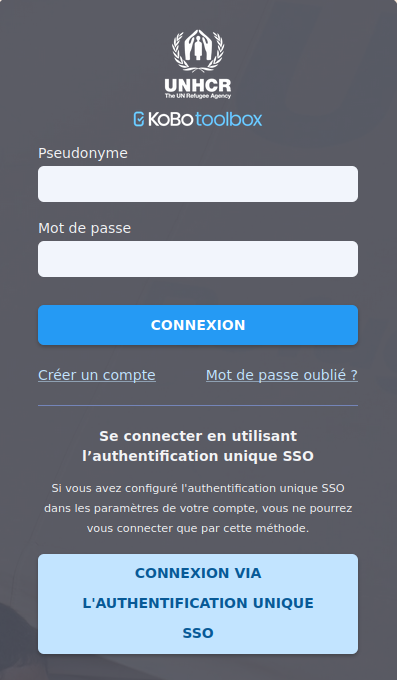 UNHCR
The UN Refugee Agency
KoBotoolbox
Pseudonyme
Mot de passe
CONNEXION
Créer un compte
Mot de passe oublié ?
Se connecter en utilisant
l’authentification unique SSO
Si vous avez configuré l'authentification unique SSO
dans les paramètres de votre compte, vous ne pourrez
vous connecter que par cette méthode.
CONNEXION VIA
L'AUTHENTIFICATION UNIQUE
SSO